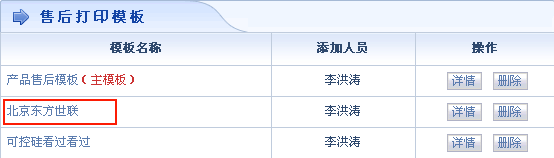 售后打印模板
模板名称 添加人员 操作
产品售后模板（主模板） 李洪涛 详情 删除
北京东方世联 李洪涛 详情 删除
可控硅看过看过 李洪涛 详情 删除